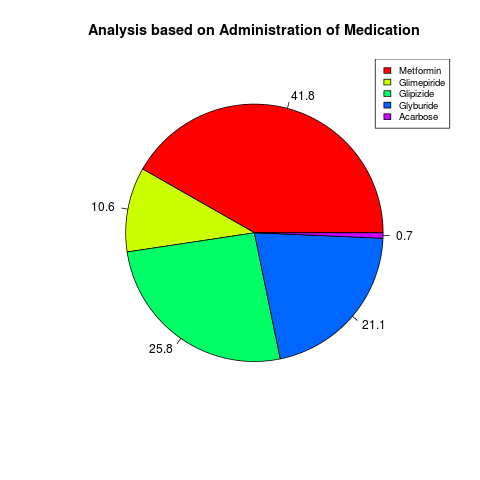 Analysis based on Administration of Medication
Metformin
Glimepiride
Glipizide
Glyburide
Acarbose
41.8
10.6
0.7
21.1
25.8